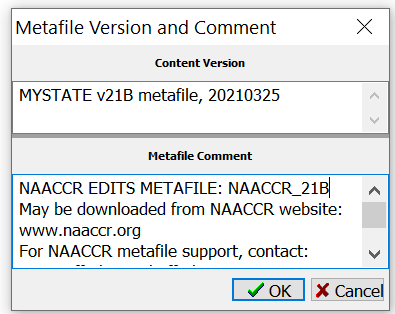 Metafile Version and Comment
Content Version
MYSTATE v21B metafile, 20210325
Metafile Comment
NAACCR EDITS METAFILE: NAACCR_21B
May be downloaded from NAACCR website:
www.naaccr.org
For NAACCR metafile support, contact:
OK
Cancel